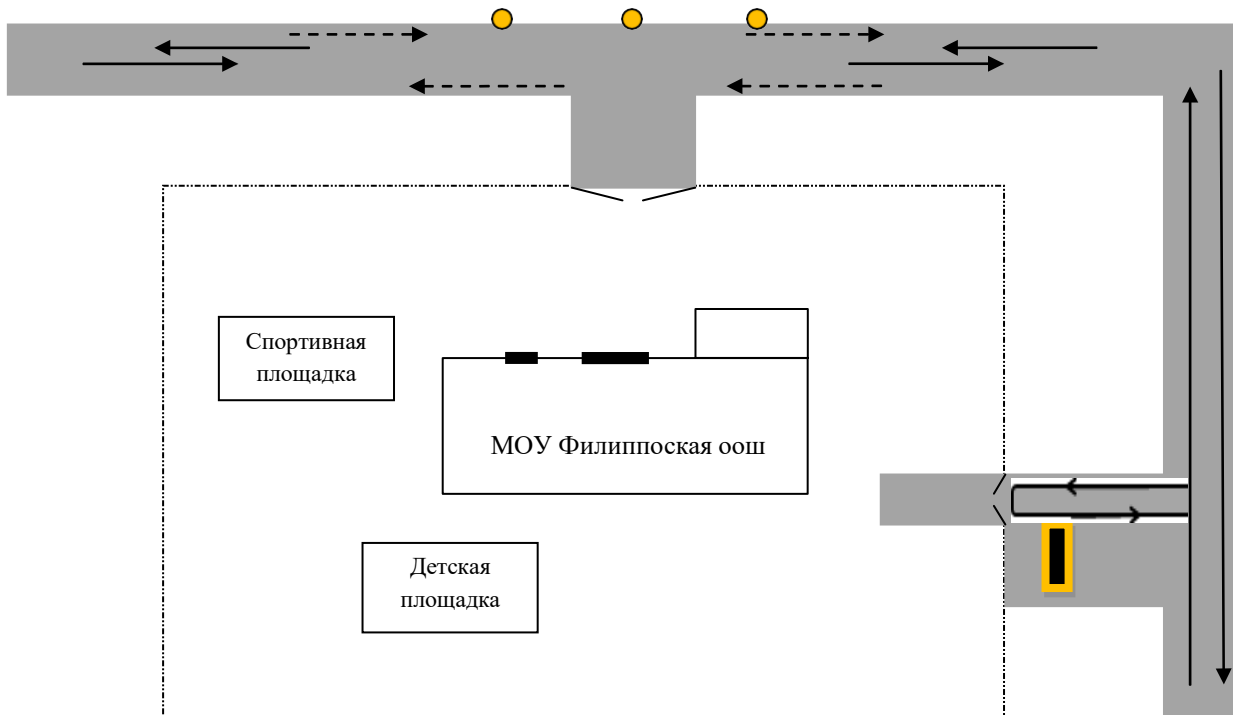 Спортивная
площадка
МОУ Филиппоская оош
Детская
площадка